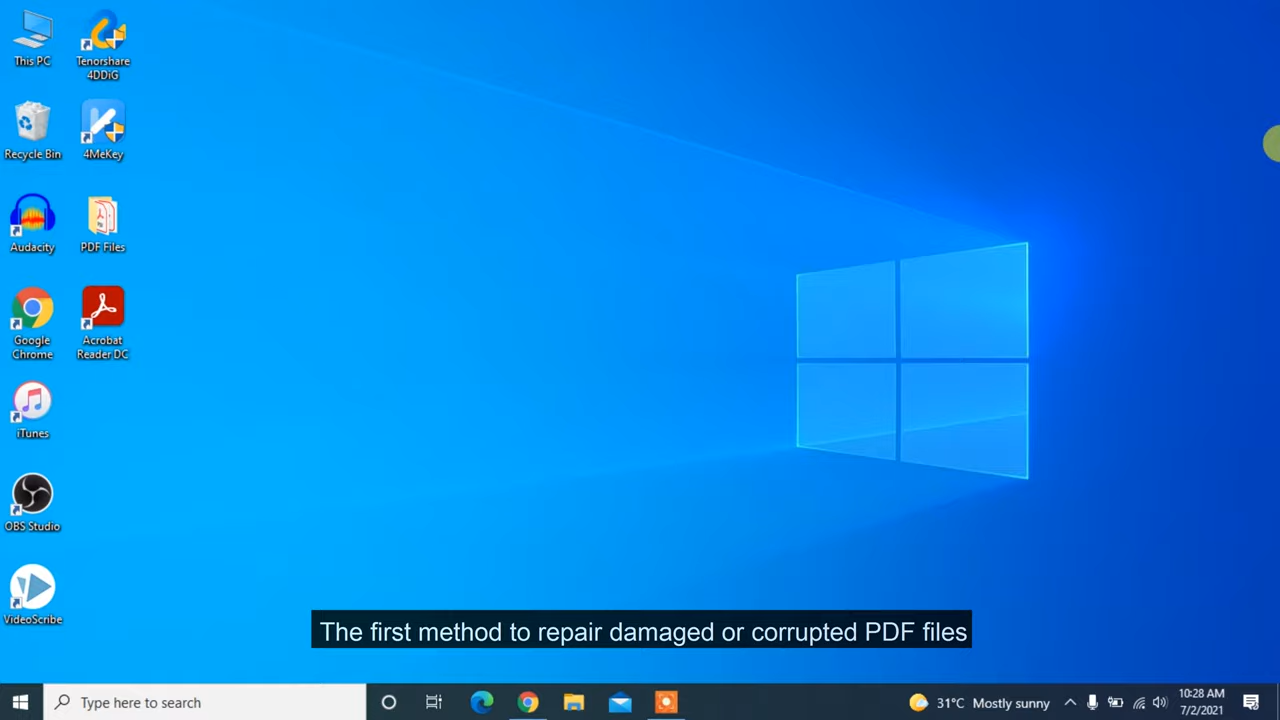 This PC
Tenorshare
4DDiG
Recycle Bin
4MeKey
Audacity
PDF Files
Google
Chrome
Acrobat
Reader DC
iTunes
OBS Studio
VideoScribe
The first method to repair damaged or corrupted PDF files
Type here to search
31°C Mostly sunny
10:28 AM
7/2/2021